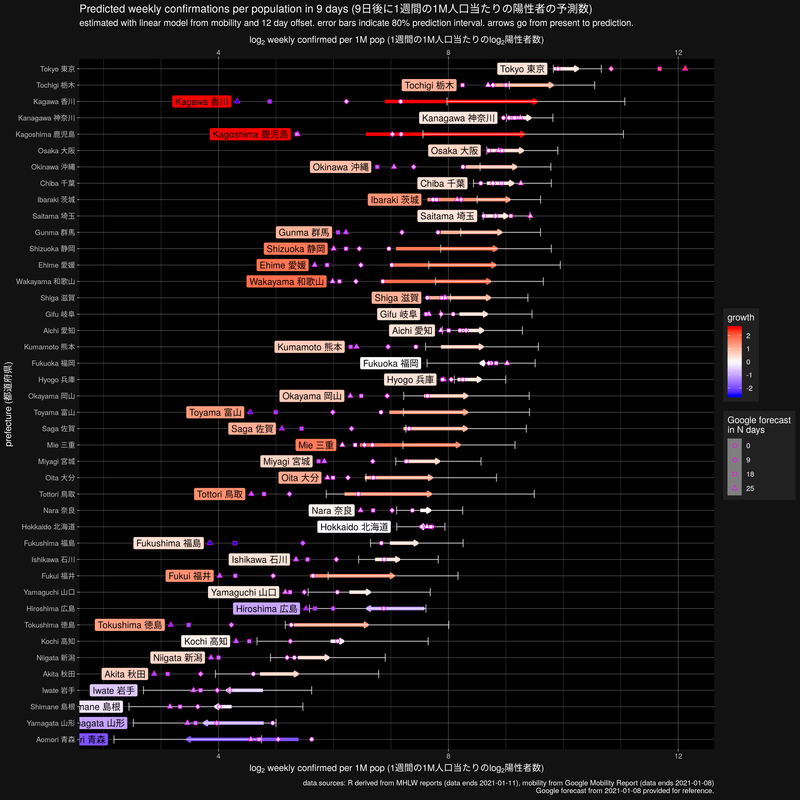 Predicted weekly confirmations per population in 9 days (9日後に1週間の1M人口当たりの陽性者の予測数)
estimated with linear model from mobility and 12 day offset. error bars indicate 80% prediction interval. arrows go from present to prediction.
log2 weekly confirmed per 1M pop (1週間の1M人口当たりのlog2陽性者数)
4 8 12
prefecture (都道府県)
Tokyo 東京 Tokyo 東京
Tochigi 栃木 Tochigi 栃木
Kagawa 香川 Kagawa 香川
Kanagawa 神奈川 Kanagawa 神奈川
Kagoshima 鹿児島 Kagoshima 鹿児島
Osaka 大阪 Osaka 大阪
Okinawa 沖縄 Okinawa 沖縄
Chiba 千葉 Chiba 千葉
Ibaraki 茨城 Ibaraki 茨城
Saitama 埼玉 Saitama 埼玉
Gunma 群馬 Gunma 群馬
Shizuoka 静岡 Shizuoka 静岡
Ehime 愛媛 Ehime 愛媛
Wakayama 和歌山 Wakayama 和歌山
Shiga 滋賀 Shiga 滋賀
Gifu 岐阜 Gifu 岐阜
Aichi 愛知 Aichi 愛知
Kumamoto 熊本 Kumamoto 熊本
Fukuoka 福岡 Fukuoka 福岡
Hyogo 兵庫 Hyogo 兵庫
Okayama 岡山 Okayama 岡山
Toyama 富山 Toyama 富山
Saga 佐賀 Saga 佐賀
Mie 三重 Mie 三重
Miyagi 宮城 Miyagi 宮城
Oita 大分 Oita 大分
Tottori 鳥取 Tottori 鳥取
Nara 奈良 Nara 奈良
Hokkaido 北海道 Hokkaido 北海道
Fukushima 福島 Fukushima 福島
Ishikawa 石川 Ishikawa 石川
Fukui 福井 Fukui 福井
Yamaguchi 山口 Yamaguchi 山口
Hiroshima 広島 Hiroshima 広島
Tokushima 徳島 Tokushima 徳島
Kochi 高知 Kochi 高知
Niigata 新潟 Niigata 新潟
Akita 秋田 Akita 秋田
Iwate 岩手 Iwate 岩手
Shimane 島根 mane 島根
Yamagata 山形 agata 山形
Aomori 青森 ri 青森
4 8 12
log2 weekly confirmed per 1M pop (1週間の1M人口当たりのlog2陽性者数)
growth
2
1
0
-1
-2
Google forecast
in N days
0
9
18
25
data sources: R derived from MHLW reports (data ends 2021-01-11), mobility from Google Mobility Report (data ends 2021-01-08)
Google forecast from 2021-01-08 provided for reference.